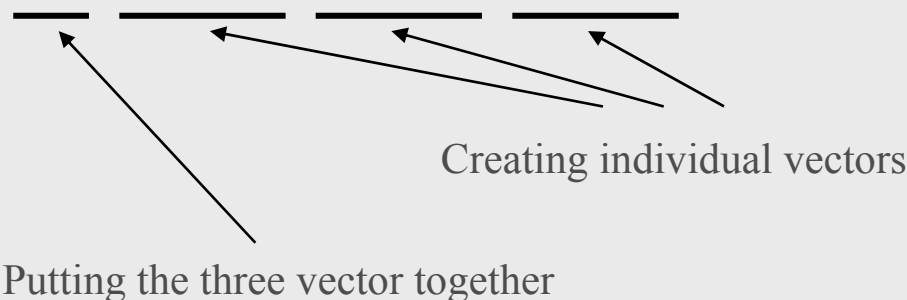 Creating individual vectors
Putting the three vector together